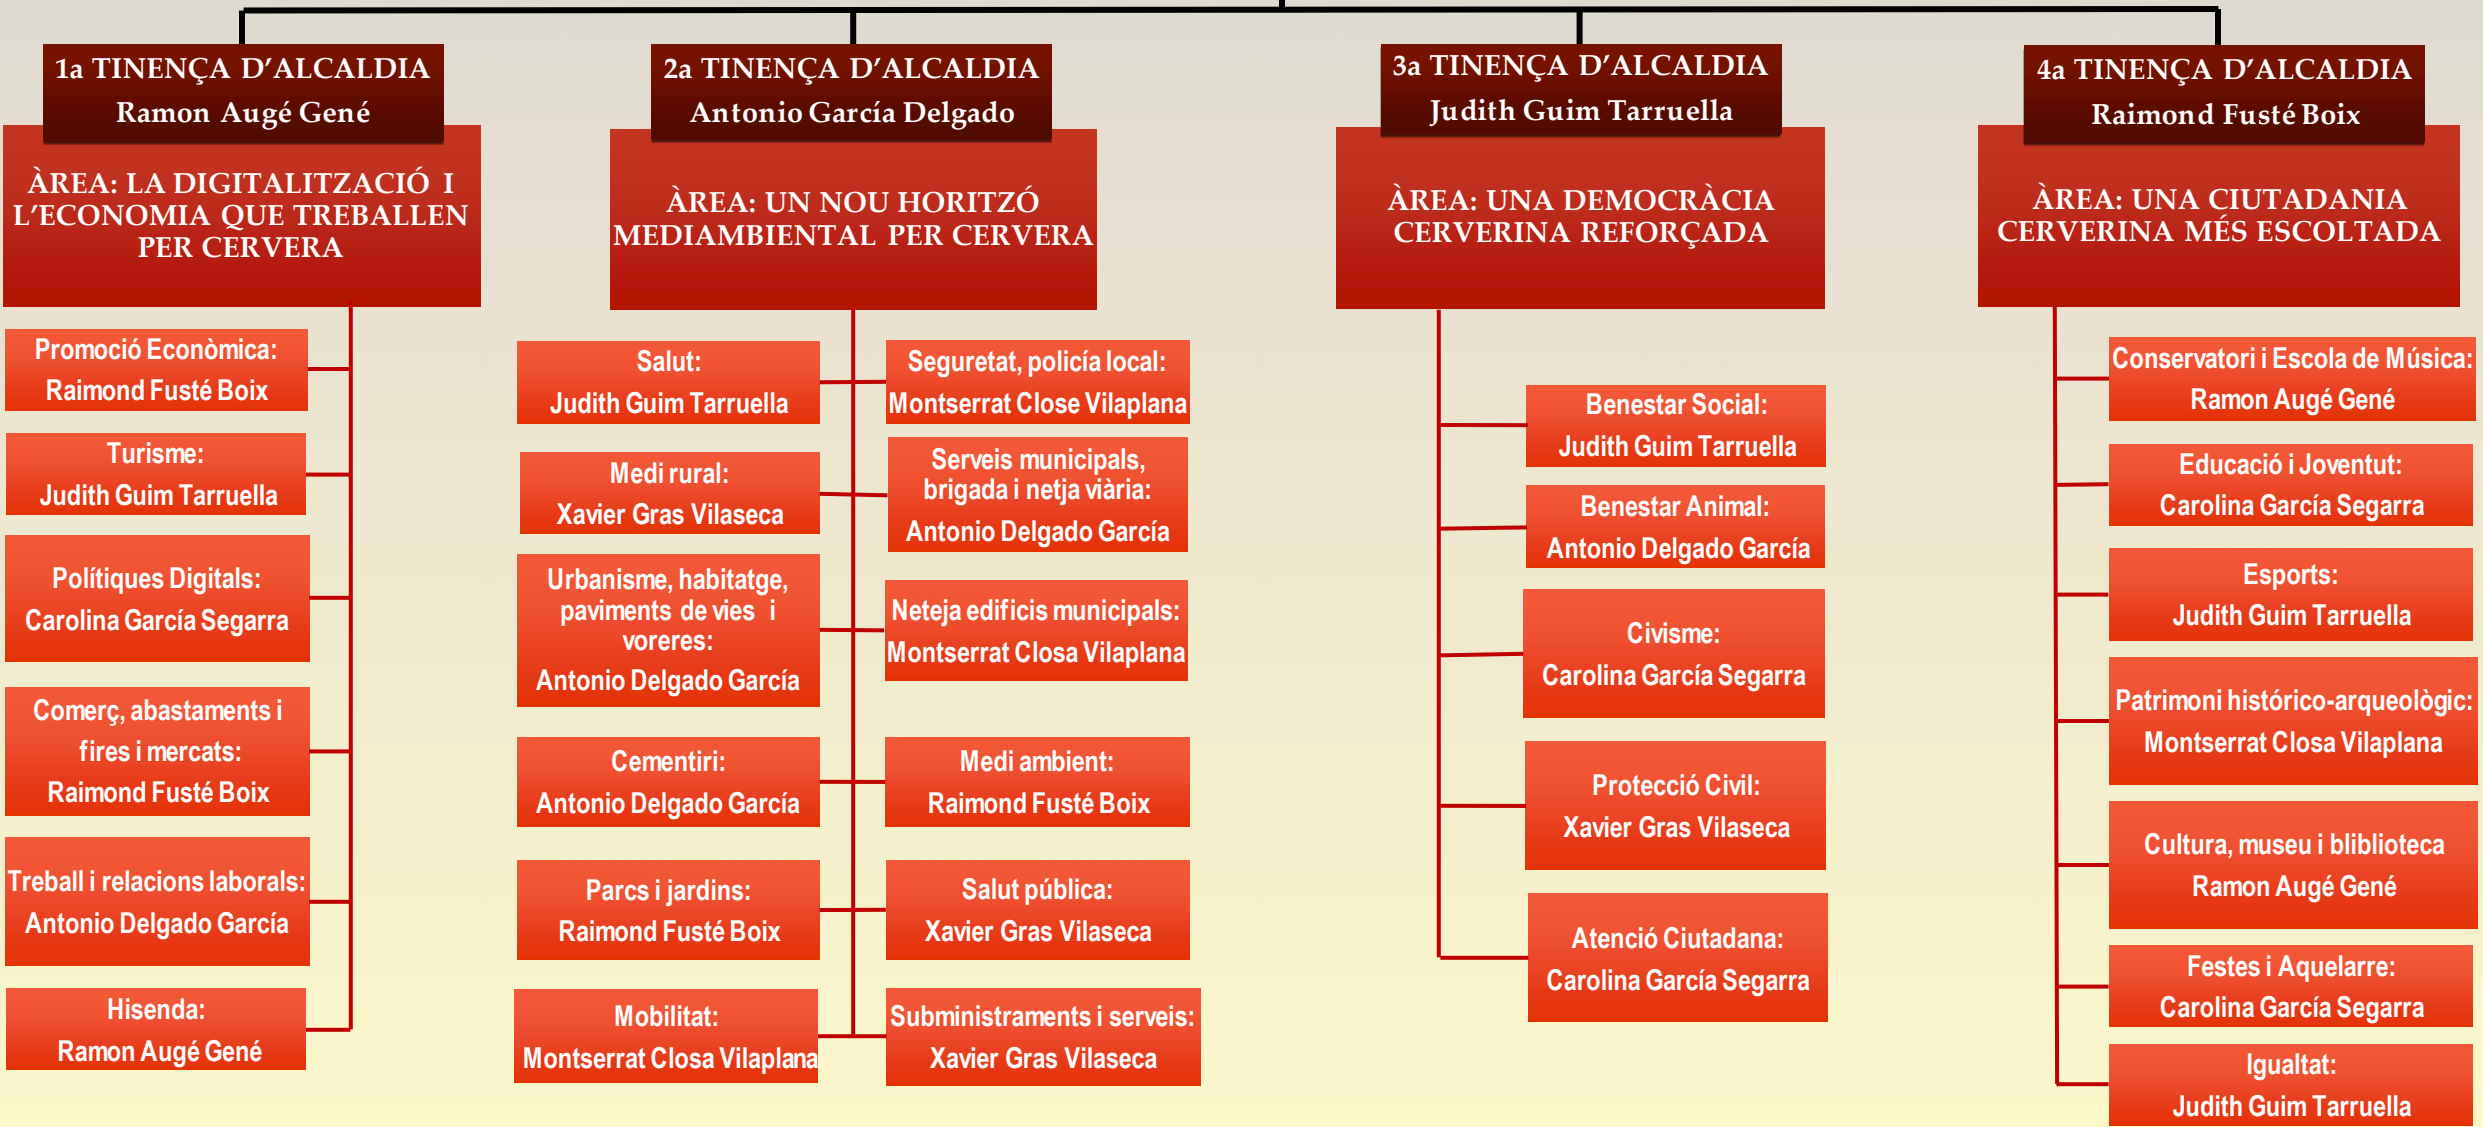 1a TINENÇA D'ALCALDIA
Ramon Augé Gené
ÀREA: LA DIGITALITZACIÓ I
L'ECONOMIA QUE TREBALLEN
PER CERVERA
Promoció Econòmica:
Raimond Fusté Boix
Turisme:
Judith Guim Tarruella
Polítiques Digitals:
Carolina García Segarra
Comerç, abastaments i
fires i mercats:
Raimond Fusté Boix
Treball i relacions laborals:
Antonio Delgado García
Hisenda:
Ramon Augé Gené
2a TINENÇA D'ALCALDIA
Antonio García Delgado
ÀREA: UN NOU HORITZÓ
MEDIAMBIENTAL PER CERVERA
Salut:
Judith Guim Tarruella
Medi rural:
Xavier Gras Vilaseca
Urbanisme, habitatge,
paviments de vies i
voreres:
Antonio Delgado García
Cementiri:
Antonio Delgado García
Parcs i jardins:
Raimond Fusté Boix
Mobilitat:
Montserrat Closa Vilaplana
Seguretat, policía local:
Montserrat Close Vilaplana
Serveis municipals,
brigada i netja viària:
Antonio Delgado García
Neteja edificis municipals:
Montserrat Closa Vilaplana
Medi ambient:
Raimond Fusté Boix
Salut pública:
Xavier Gras Vilaseca
Subministraments i serveis:
Xavier Gras Vilaseca
3a TINENÇA D'ALCALDIA
Judith Guim Tarruella
ÀREA: UNA DEMOCRÀCIA
CERVERINA REFORÇADA
Benestar Social:
Judith Guim Tarruella
Benestar Animal:
Antonio Delgado García
Civisme:
Carolina García Segarra
Protecció Civil:
Xavier Gras Vilaseca
Atenció Ciutadana:
Carolina García Segarra
4a TINENÇA D'ALCALDIA
Raimond Fusté Boix
ÀREA: UNA CIUTADANIA
CERVERINA MÉS ESCOLTADA
Conservatori i Escola de Música:
Ramon Augé Gené
Educació i Joventut:
Carolina García Segarra
Esports:
Judith Guim Tarruella
Patrimoni histórico-arqueològic:
Montserrat Closa Vilaplana
Cultura, museu i bliblioteca
Ramon Augé Gené
Festes i Aquelarre:
Carolina García Segarra
Igualtat:
Judith Guim Tarruella